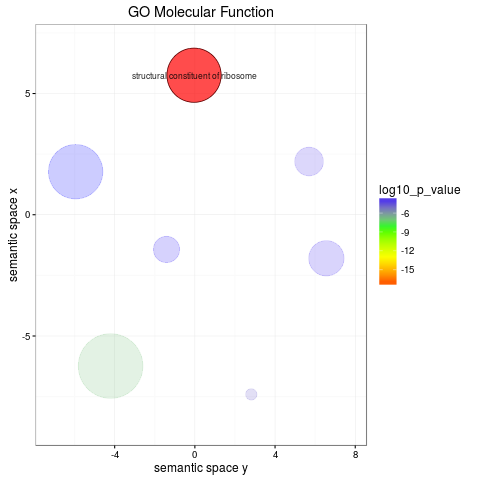 GO Molecular Function
structural constituent of ribosome
5
0
-5
semantic space x
-4
0
4
8
semantic space y
log10_p_value
-6
-9
-12
-15